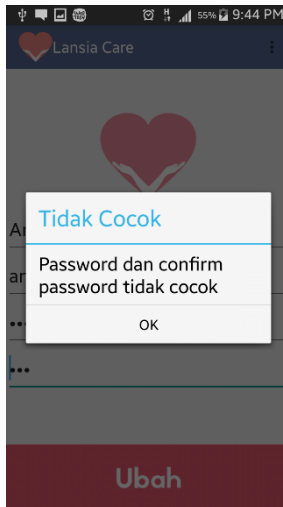 55% 9:44 PM
Lansia Care
Tidak Cocok
Password dan confirm
password tidak cocok
OK
Ubah